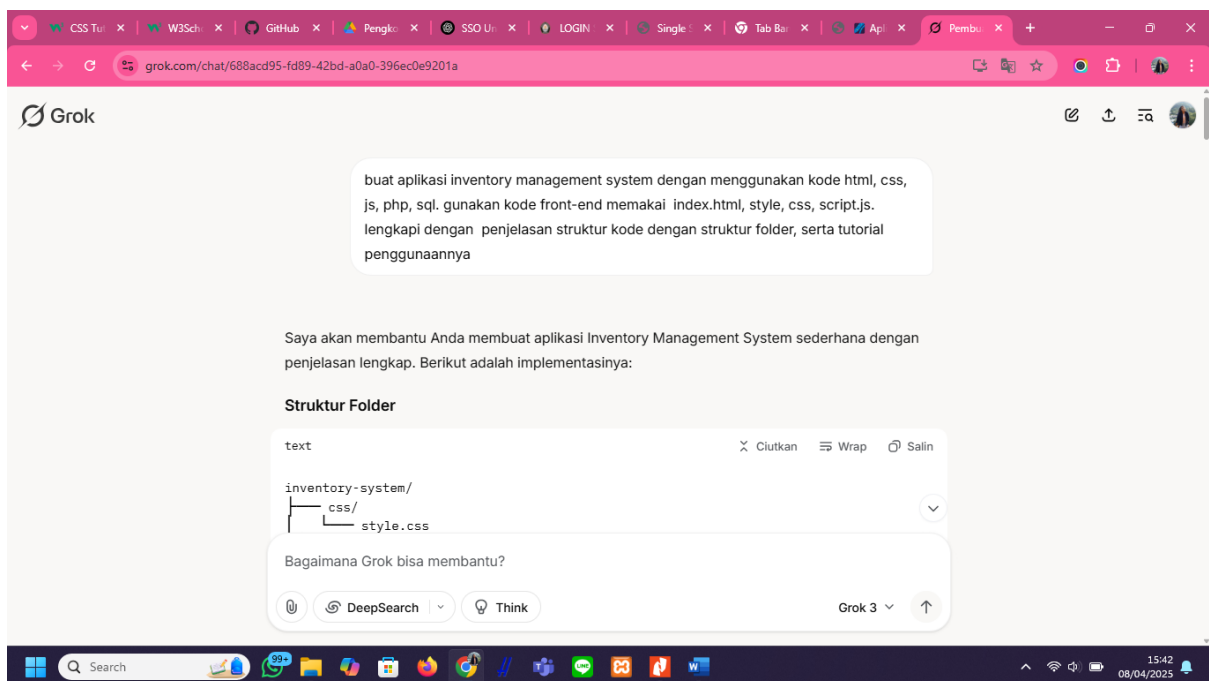 CSS Tut
W3Scho
GitHub
Pengko
SSO Un
LOGIN
Single S
Tab Bar
Apl
Pembu
grok.com/chat/688acd95-fd89-42bd-a0a0-396ec0e9201a
Grok
buat aplikasi inventory management system dengan menggunakan kode html, css,
js, php, sql. gunakan kode front-end memakai index.html, style, css, script.js.
lengkapi dengan penjelasan struktur kode dengan struktur folder, serta tutorial
penggunaannya
Saya akan membantu Anda membuat aplikasi Inventory Management System sederhana dengan
penjelasan lengkap. Berikut adalah implementasinya:
Struktur Folder
text Ciutkan Wrap Salin
inventory-system/
├── css/
│ └── style.css
Bagaimana Grok bisa membantu?
DeepSearch Think Grok 3
Search 99+ 15:42
08/04/2025